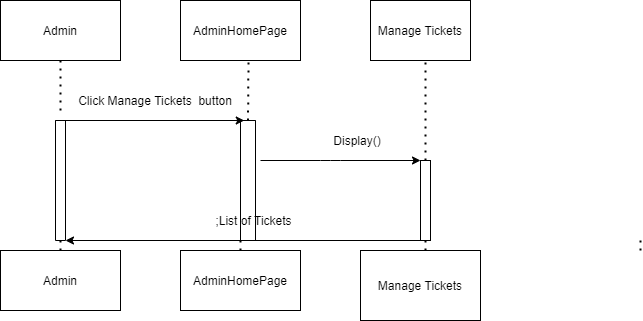 Admin
AdminHomePage
Manage Tickets
Click Manage Tickets  button
Display()
;List of Tickets
Admin
AdminHomePage
Manage Tickets